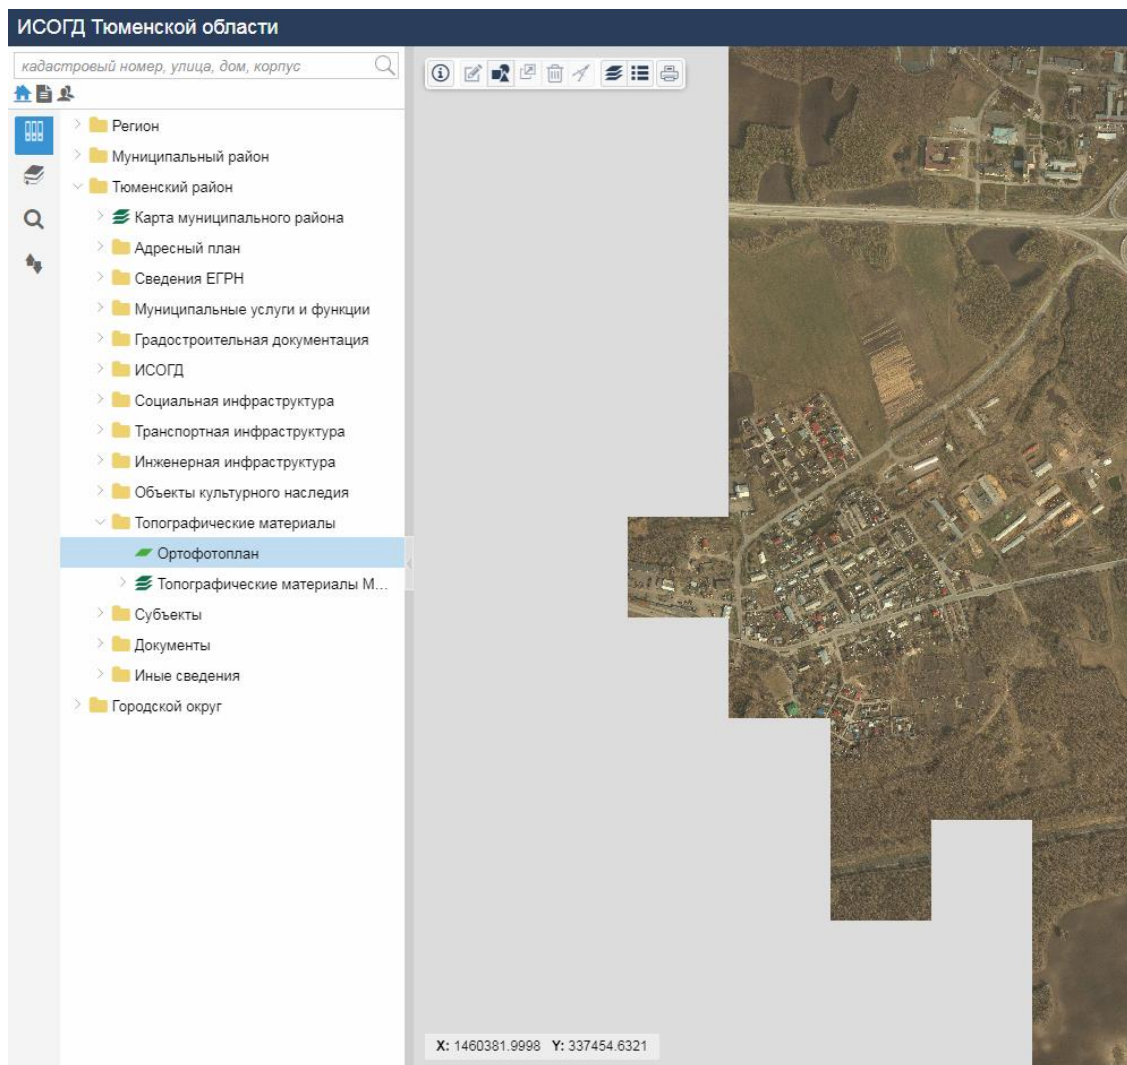 ИСОГД Тюменской области
кадастровый номер, улица, дом, корпус
Регион
Муниципальный район
Тюменский район
Карта муниципального района
Адресный план
Сведения ЕГРН
Муниципальные услуги и функции
Градостроительная документация
ИСОГД
Социальная инфраструктура
Транспортная инфраструктура
Инженерная инфраструктура
Объекты культурного наследия
Топографические материалы
Ортофотоплан
Топографические материалы М...
Субъекты
Документы
Иные сведения
Городской округ
X: 1460381.9998 Y: 337454.6321